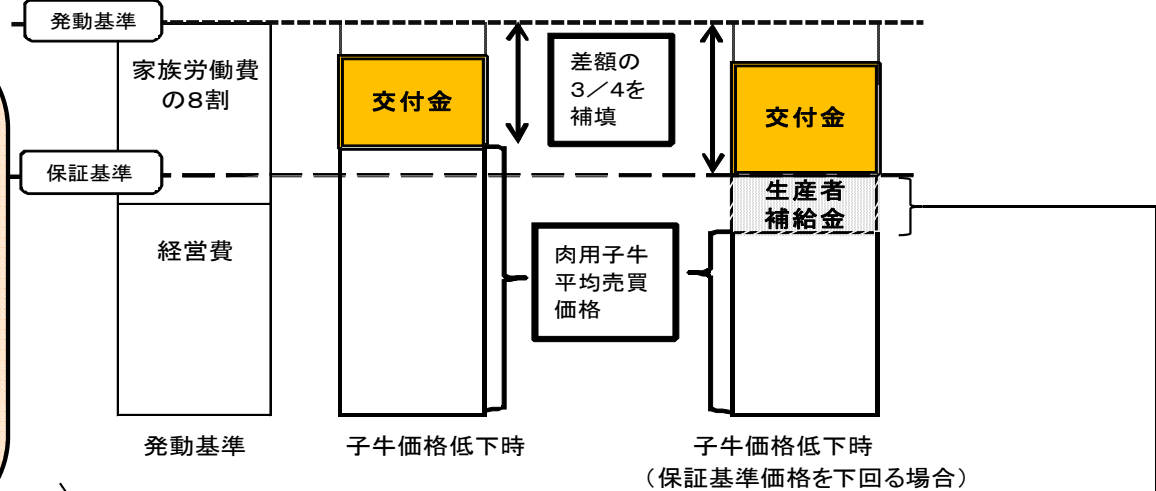 発動基準
家族労働費
の8割
交付金
差額の
3/4を
補填
交付金
保証基準
生産者
補給金
経営費
肉用子牛
平均売買
価格
発動基準
子牛価格低下時
子牛価格低下時
(保証基準価格を下回る場合)